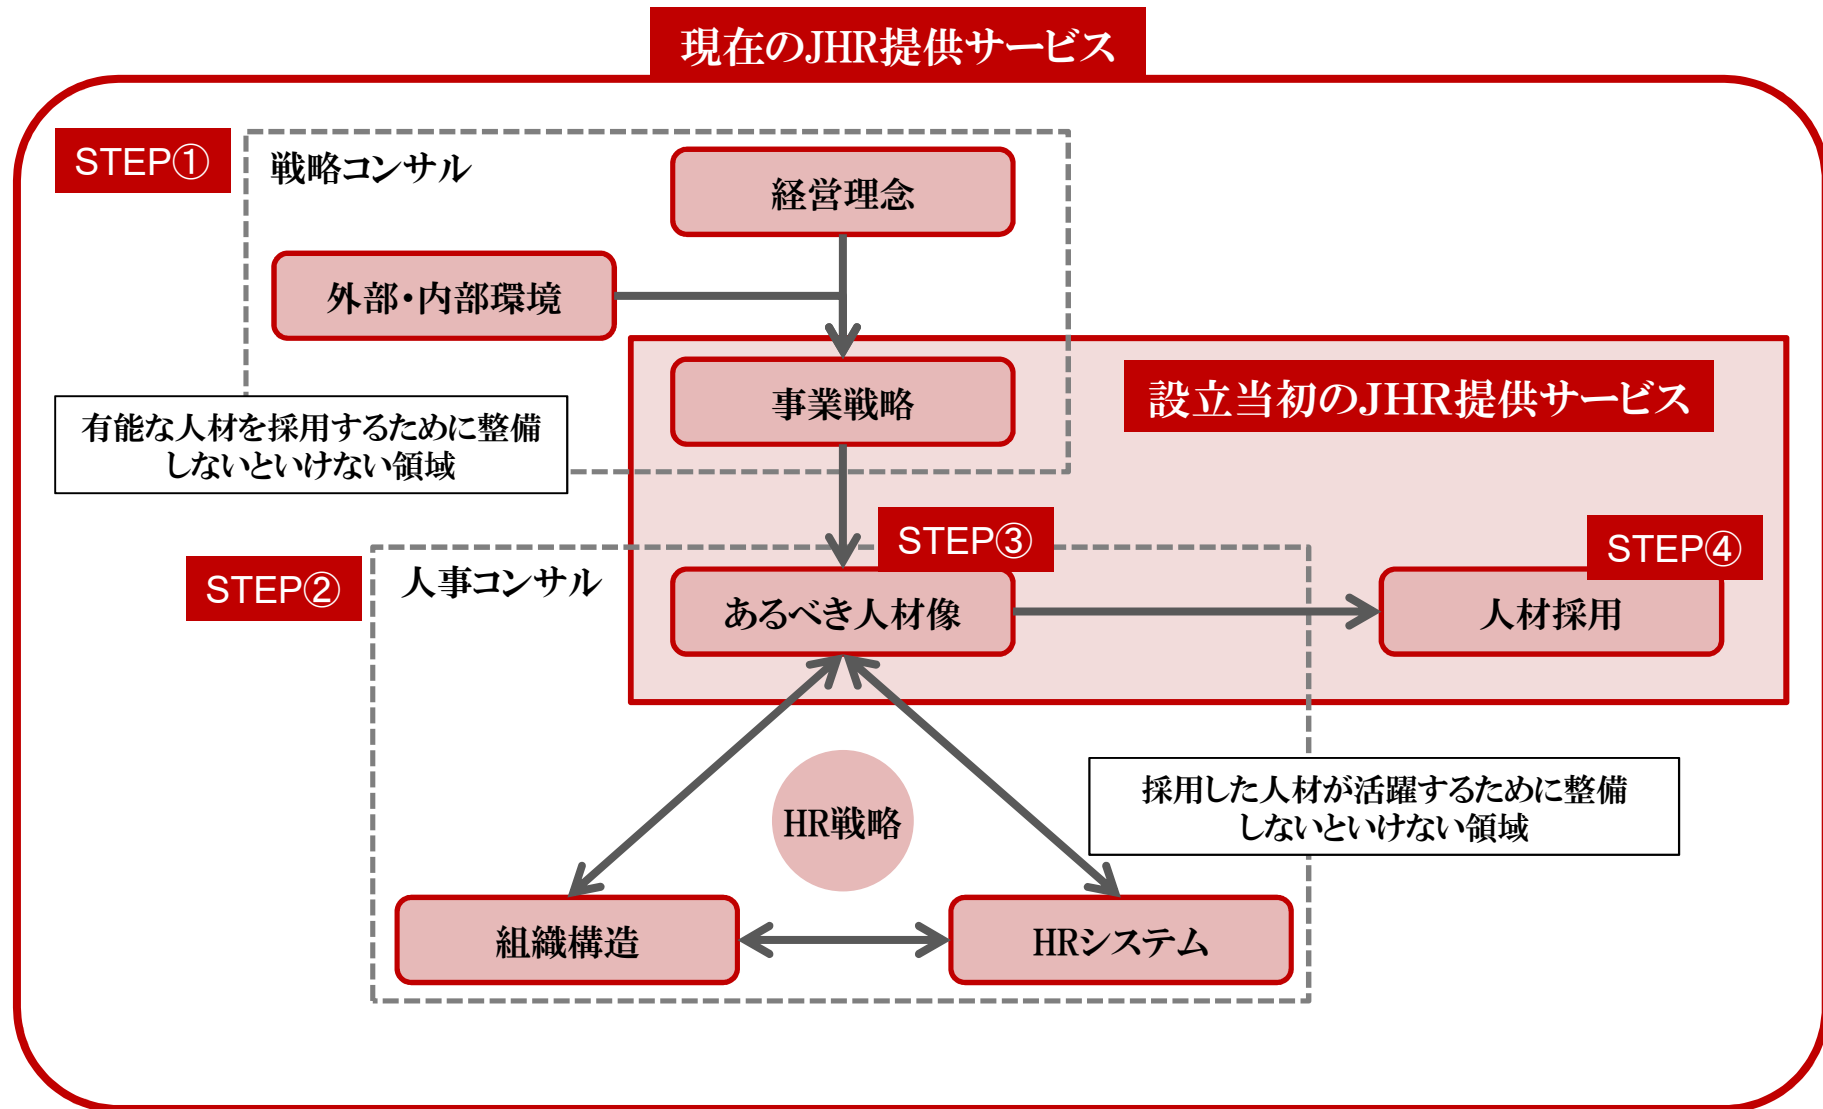 現在のJHR提供サービス
STEP①
戦略コンサル
経営理念
外部・内部環境
事業戦略
設立当初のJHR提供サービス
有能な人材を採用するために整備
しないといけない領域
STEP③
STEP④
STEP②
人事コンサル
あるべき人材像
人材採用
HR戦略
採用した人材が活躍するために整備
しないといけない領域
組織構造
HRシステム